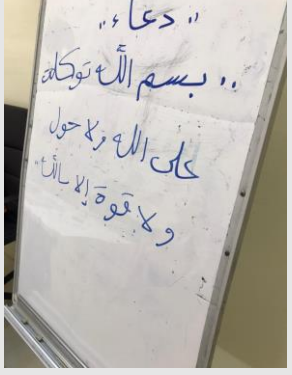 "دعاء"
.. بسم الله توكلت
على الله ولا حول
ولا قوة إلا بالله"